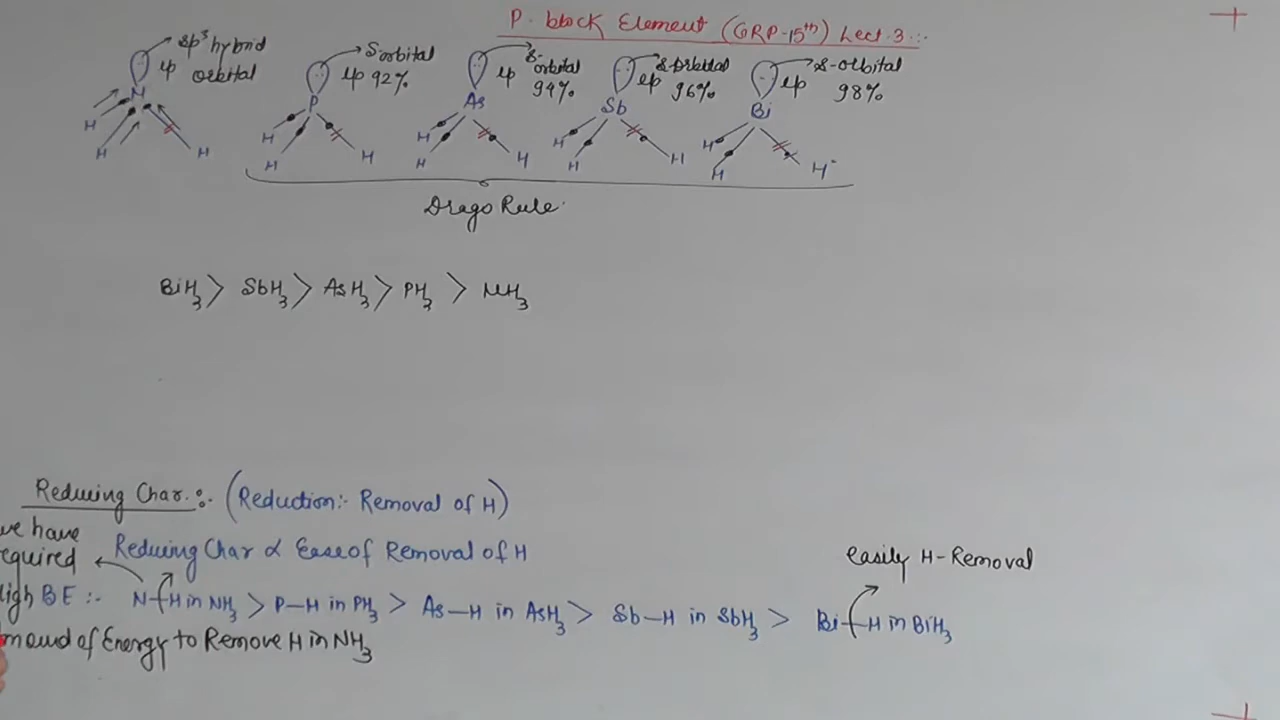 P. block Element (GRP-15th) Lect. 3.:-
sp3 hybrid orbital
lp
N
H H H
S orbital
lp 92%
P
H H H
s-orbital
lp 94%
As
H H H
s-orbital
lp 96%
Sb
H H H
s-orbital
lp 98%
Bi
H H H
Drago Rule
BiH3 > SbH3 > AsH3 > PH3 > NH3
Reducing Char.:- (Reduction:- Removal of H)
we have
Reducing Char ∝ Ease of Removal of H
easily H-Removal
BE :- N-H in NH3 > P-H in PH3 > As-H in AsH3 > Sb-H in SbH3 > Bi-H in BiH3
of Energy to Remove H in NH3